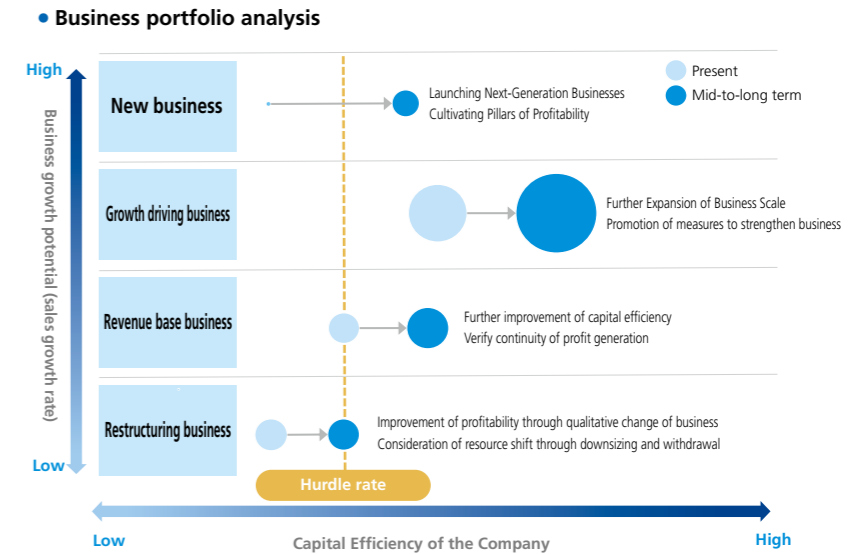 • Business portfolio analysis
High
Business growth potential (sales growth rate)
Low
Present
Mid-to-long term
New business
Launching Next-Generation Businesses
Cultivating Pillars of Profitability
Growth driving business
Further Expansion of Business Scale
Promotion of measures to strengthen business
Revenue base business
Further improvement of capital efficiency
Verify continuity of profit generation
Restructuring business
Improvement of profitability through qualitative change of business
Consideration of resource shift through downsizing and withdrawal
Hurdle rate
Low
Capital Efficiency of the Company
High